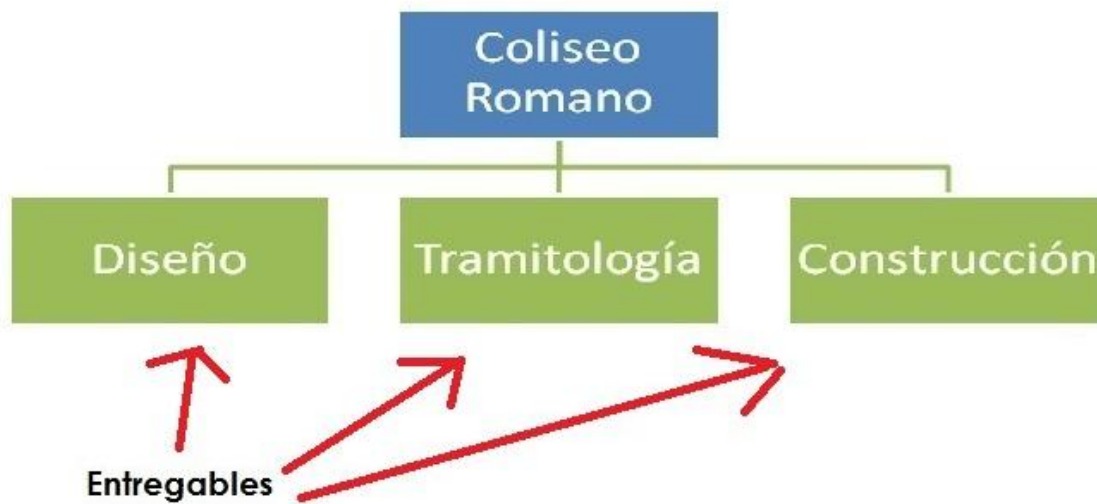 Coliseo
Romano
Diseño
Tramitología
Construcción
Entregables